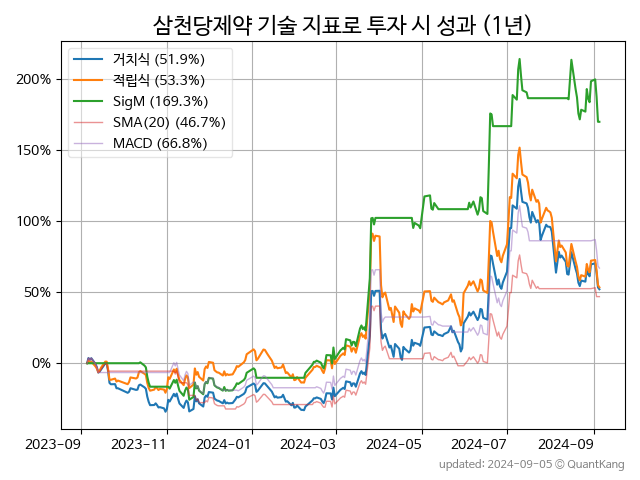 삼천당제약 기술 지표로 투자 시 성과 (1년)
거치식 (51.9%)
적립식 (53.3%)
SigM (169.3%)
SMA(20) (46.7%)
MACD (66.8%)
200%
150%
100%
50%
0%
2023-09 2023-11 2024-01 2024-03 2024-05 2024-07 2024-09
updated: 2024-09-05 © QuantKang